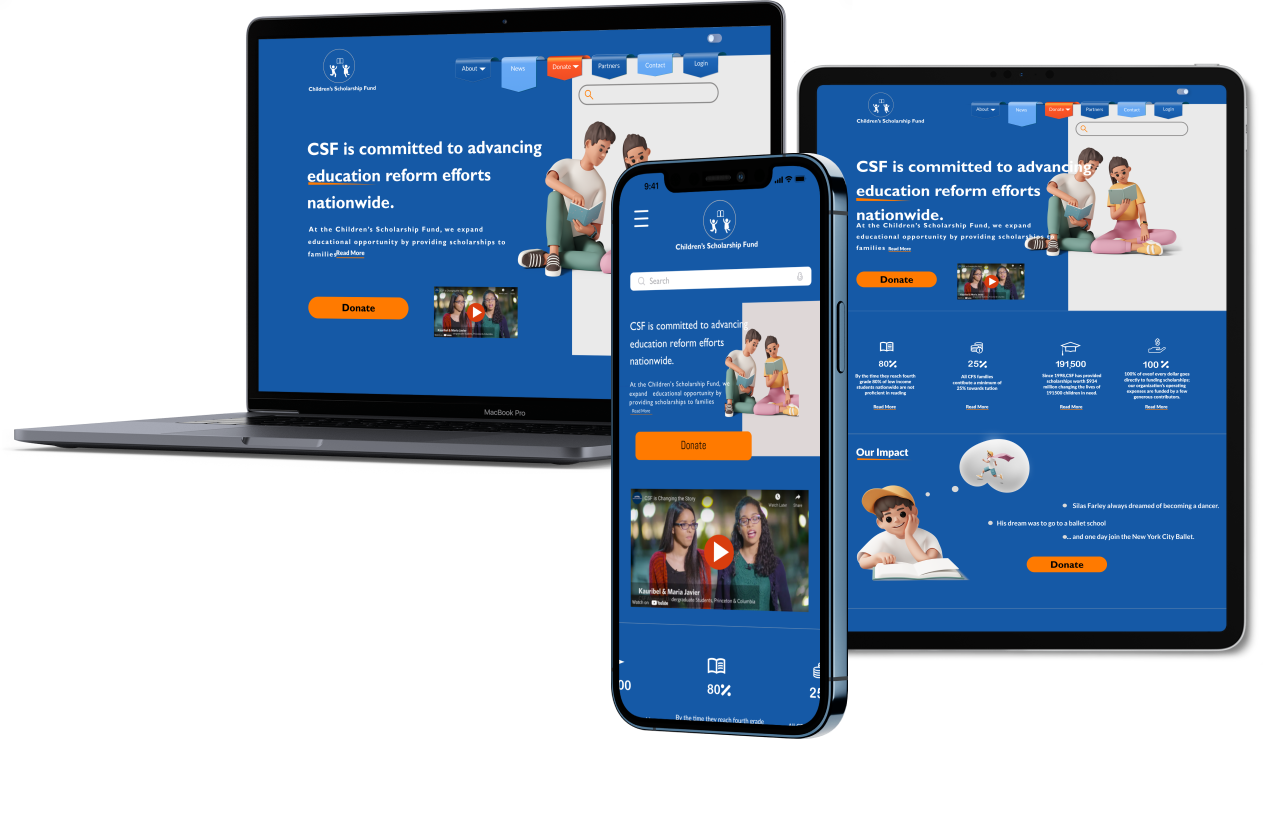 About
News
Donate
Partners
Contact
Login
Children's Scholarship Fund
CSF is committed to advancing
education reform efforts
nationwide.
At the Children's Scholarship Fund, we expand
educational opportunity by providing scholarships to
families Read More
Donate
MacBook Pro
9:41
Children's Scholarship Fund
Search
CSF is committed to advancing
education reform efforts
nationwide.
At the Children's Scholarship Fund, we
expand educational opportunity by
providing scholarships to families
Read More
Donate
CSF is Changing the Story
Watch Later
Share
Kauribel & Maria Javier
dergraduate Students, Princeton & Columbia
Watch on YouTube
00
80%
25
By the time they reach fourth grade
About
News
Donate
Partners
Contact
Login
Children's Scholarship Fund
CSF is committed to advancing
education reform efforts
nationwide.
At the Children's Scholarship Fund, we expand
educational opportunity by providing scholarships to
families Read More
Donate
80%
By the time they reach fourth
grade 80% of low income
students nationwide are not
proficient in reading
Read More
25%
All CFS families
contibute a minimum of
25% towards tution
Read More
191,500
Since 1998,CSF has provided
scholarships worth $934
million changing the lives of
191500 children in need.
Read More
100%
100% of everf every dollar goes
directly to funding scholarships:
our organization's operating
expenses are funded by a few
generous contributors.
Read More
Our Impact
Silas Farley always dreamed of becoming a dancer.
His dream was to go to a ballet school
... and one day join the New York City Ballet.
Donate